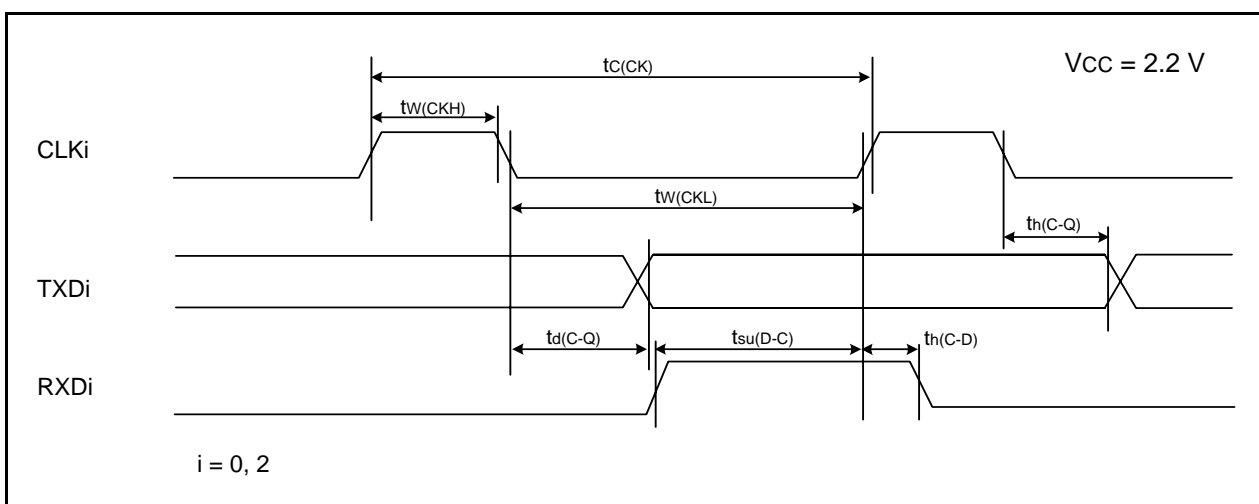 tC(CK)
VCC = 2.2 V
tW(CKH)
CLKi
tW(CKL)
th(C-Q)
TXDi
td(C-Q)
tsu(D-C)
th(C-D)
RXDi
i = 0, 2